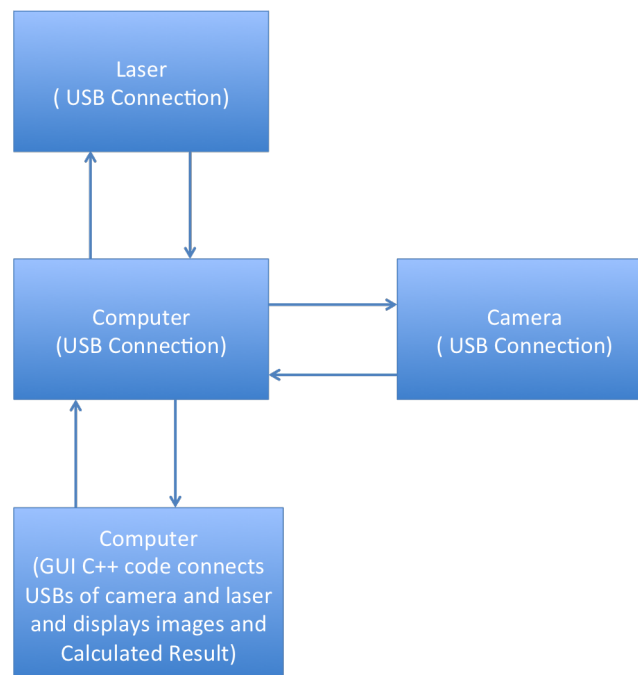 Laser
( USB Connection)
Computer
(USB Connection)
Camera
( USB Connection)
Computer
(GUI C++ code connects
USBs of camera and laser
and displays images and
Calculated Result)